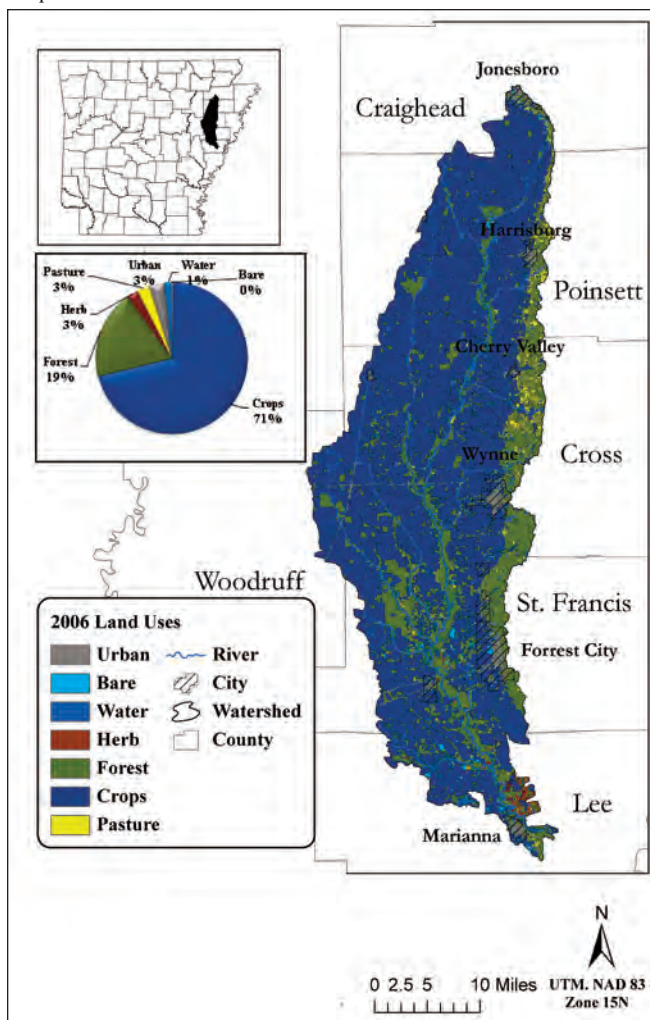 Jonesboro
Craighead
Harrisburg
Poinsett
Cherry Valley
Wynne
Cross
Woodruff
St. Francis
Forrest City
Lee
Marianna
Pasture
3%
Urban
3%
Water
1%
Bare
0%
Herb
3%
Forest
19%
Crops
71%
2006 Land Uses
Urban
Bare
Water
Herb
Forest
Crops
Pasture
River
City
Watershed
County
N
0 2.5 5 10 Miles
UTM. NAD 83
Zone 15N